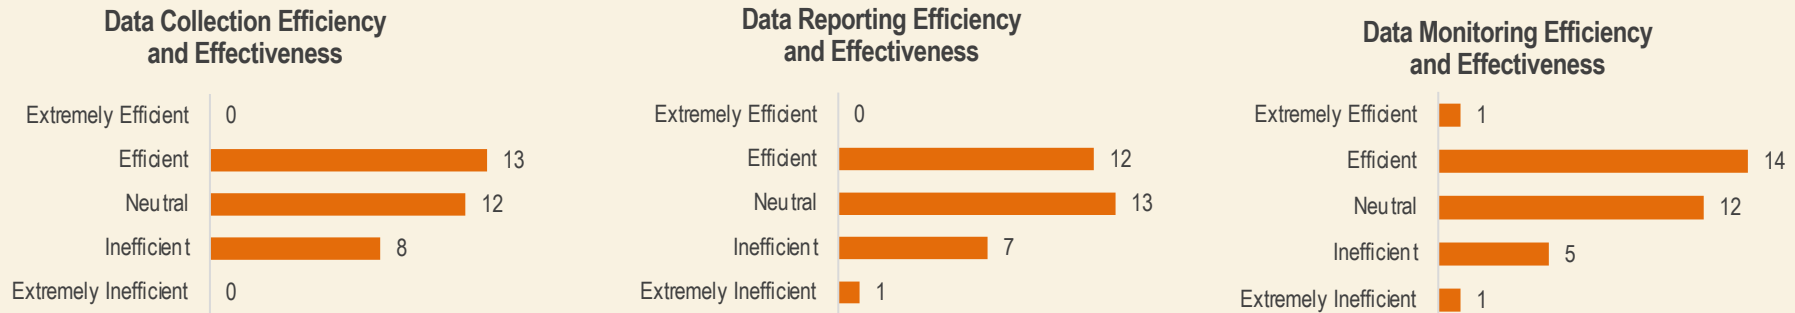 Data Collection Efficiency
and Effectiveness
Extremely Efficient 0
Efficient 13
Neutral 12
Inefficient 8
Extremely Inefficient 0
Data Reporting Efficiency
and Effectiveness
Extremely Efficient 0
Efficient 12
Neutral 13
Inefficient 7
Extremely Inefficient 1
Data Monitoring Efficiency
and Effectiveness
Extremely Efficient 1
Efficient 14
Neutral 12
Inefficient 5
Extremely Inefficient 1